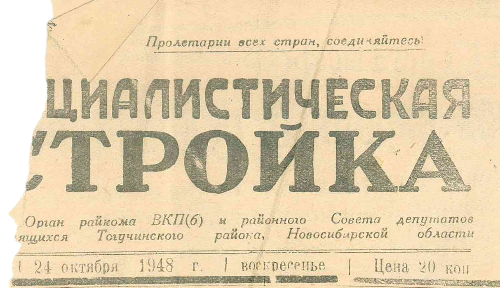 Пролетарии всех стран, соединяйтесь!
ЦИАЛИСТИЧЕСКАЯ
СТРОЙКА
Орган райкома ВКП(б) и районного Совета депутатов
ящихся Тогучинского района, Новосибирской области
24 октября 1948 г. | воскресенье | Цена 20 коп